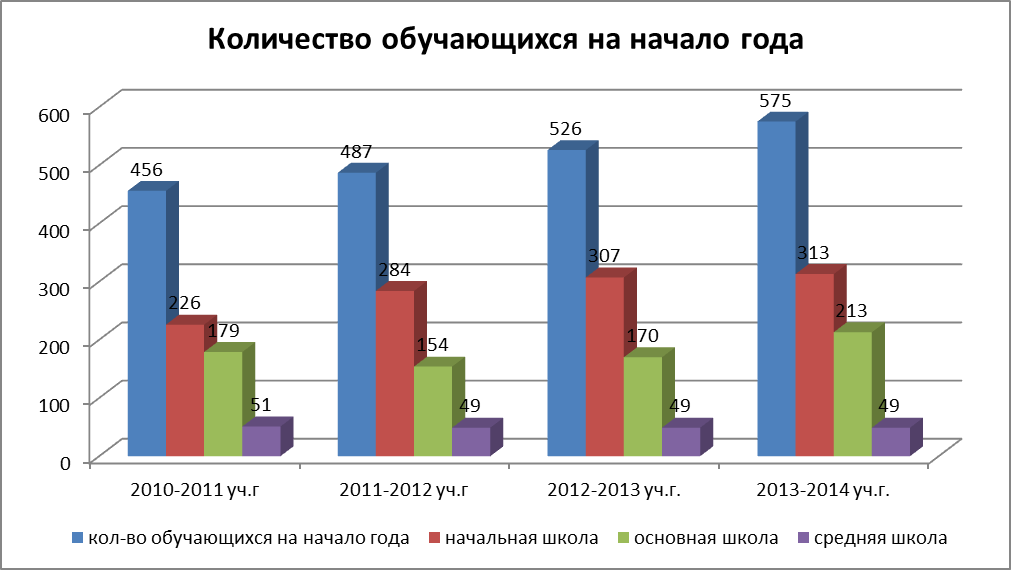 Количество обучающихся на начало года
600
500
400
300
200
100
0
456
226
179
51
487
284
154
49
526
307
170
49
575
313
213
49
2010-2011 уч.г
2011-2012 уч.г
2012-2013 уч.г.
2013-2014 уч.г.
кол-во обучающихся на начало года
начальная школа
основная школа
средняя школа